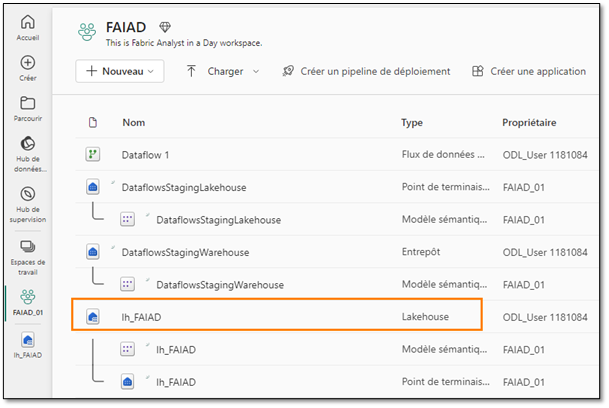 FAIAD
This is Fabric Analyst in a Day workspace.
Accueil
Créer
Parcourir
Hub de
données...
Hub de
supervision
Espaces de
travail
FAIAD_01
lh_FAIAD
Nouveau
Charger
Créer un pipeline de déploiement
Créer une application
Nom Type Propriétaire
Dataflow 1 Flux de données ... ODL_User 1181084
DataflowsStagingLakehouse Point de terminais... FAIAD_01
DataflowsStagingLakehouse Modèle sémantiq... FAIAD_01
DataflowsStagingWarehouse Entrepôt ODL_User 1181084
DataflowsStagingWarehouse Modèle sémantiq... FAIAD_01
lh_FAIAD Lakehouse ODL_User 1181084
lh_FAIAD Modèle sémantiq... FAIAD_01
lh_FAIAD Point de terminais... FAIAD_01